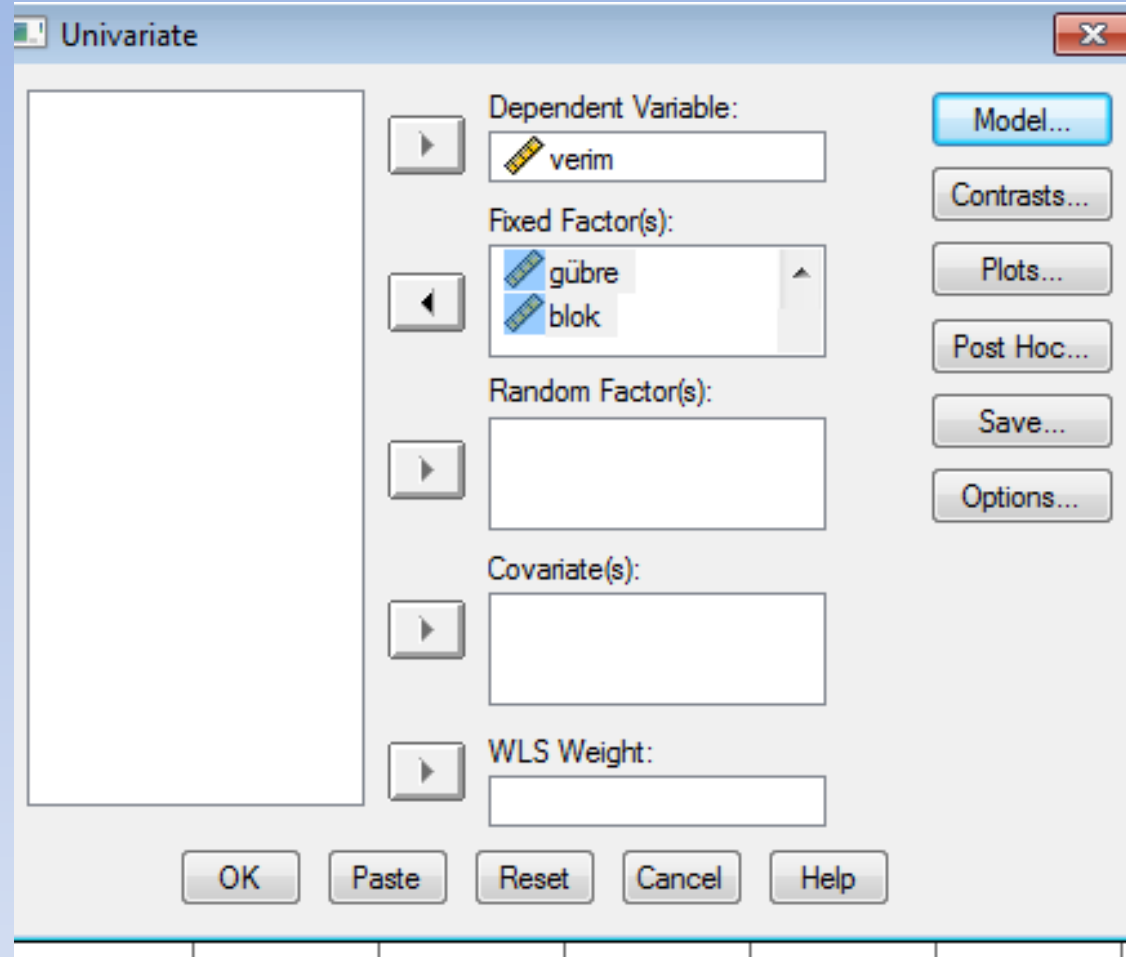 Univariate
Dependent Variable:
verim
Fixed Factor(s):
gübre
blok
Random Factor(s):
Covariate(s):
WLS Weight:
Model...
Contrasts...
Plots...
Post Hoc...
Save...
Options...
OK Paste Reset Cancel Help